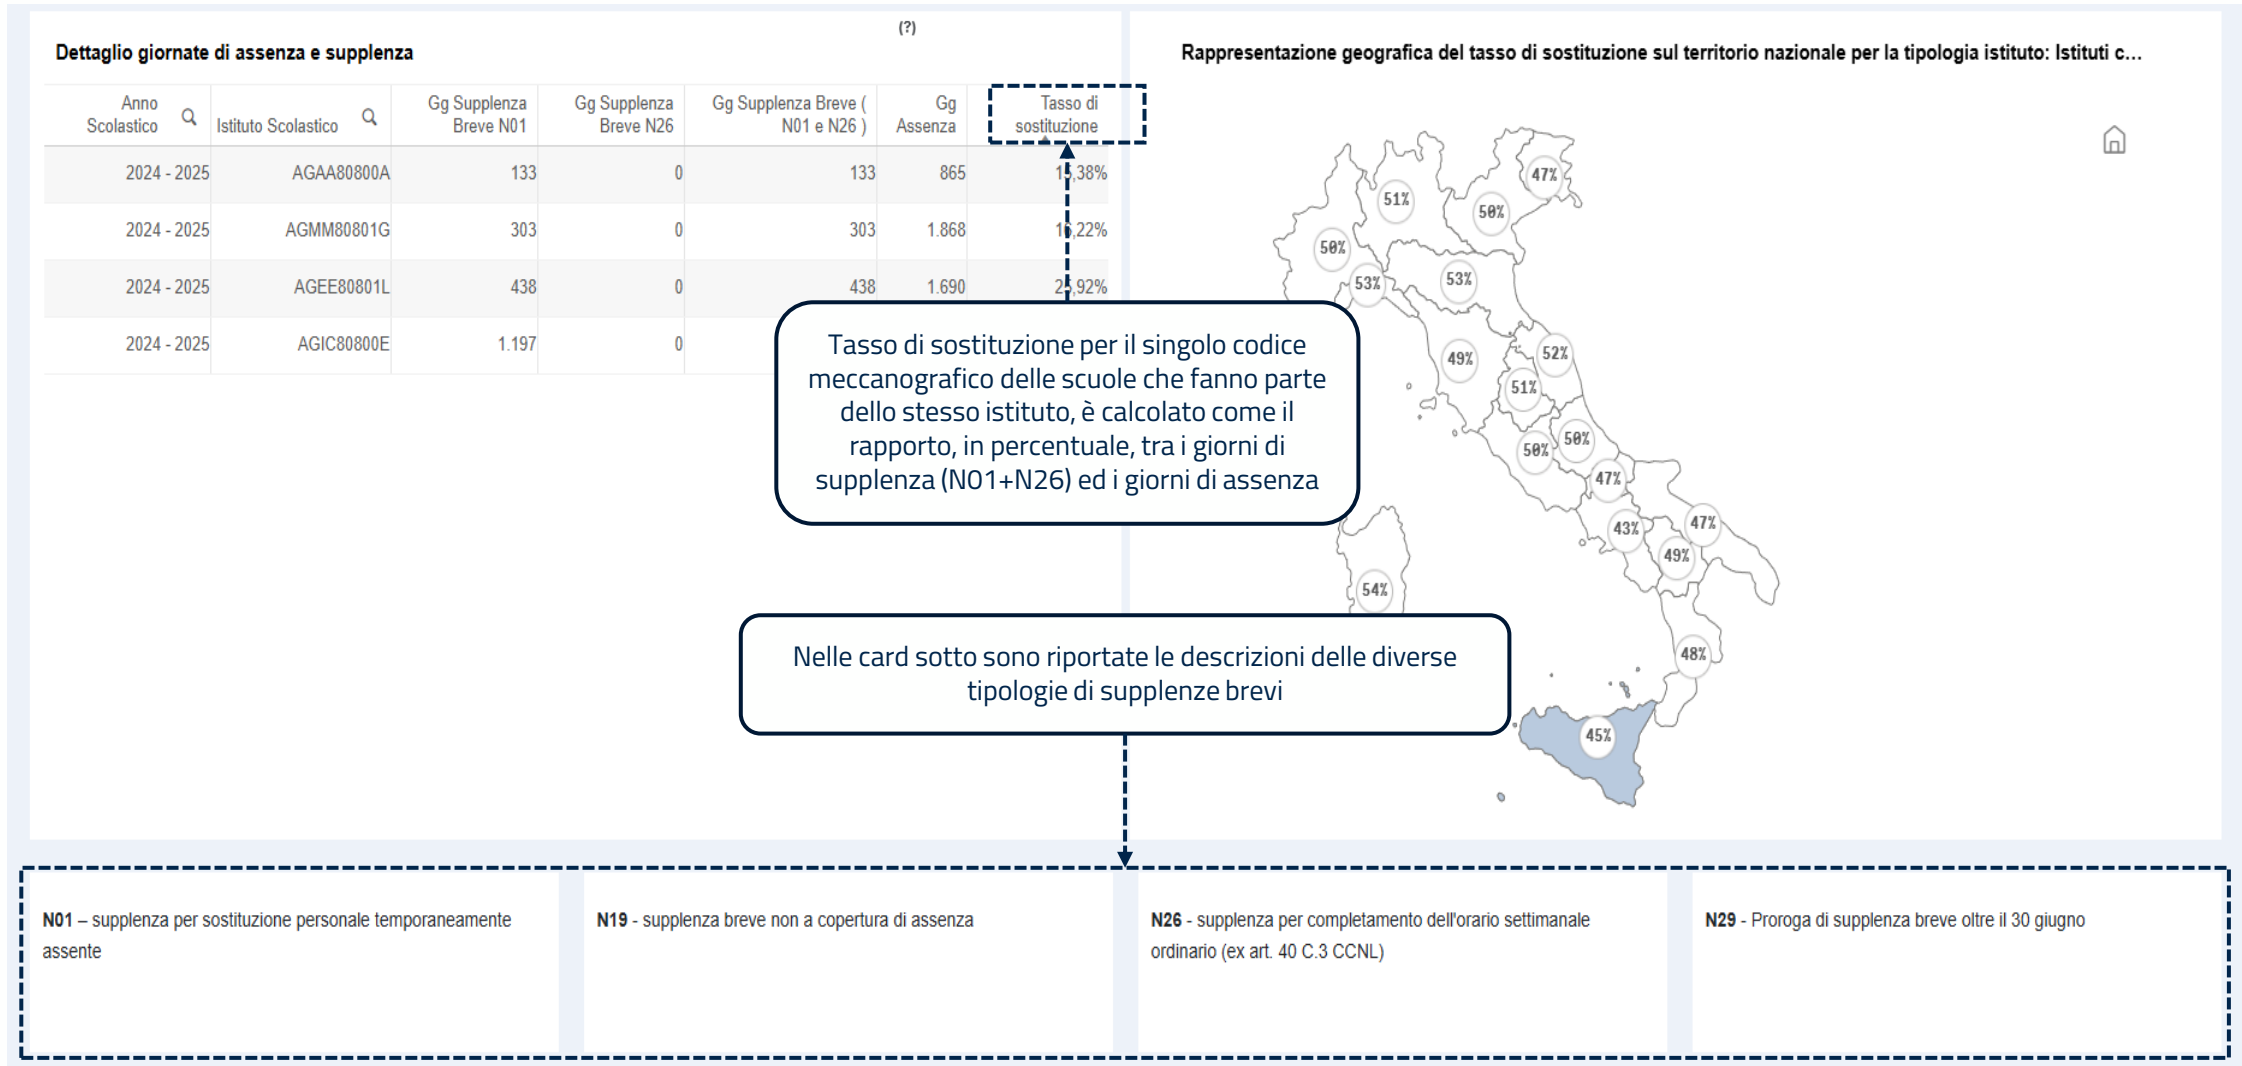 (?)
Dettaglio giornate di assenza e supplenza
Anno Scolastico
Istituto Scolastico
Gg Supplenza Breve N01
Gg Supplenza Breve N26
Gg Supplenza Breve ( N01 e N26 )
Gg Assenza
Tasso di sostituzione
2024 - 2025 AGAA80800A 133 0 133 865 15,38%
2024 - 2025 AGMM80801G 303 0 303 1.868 16,22%
2024 - 2025 AGEE80801L 438 0 438 1.690 25,92%
2024 - 2025 AGIC80800E 1.197 0
Tasso di sostituzione per il singolo codice
meccanografico delle scuole che fanno parte
dello stesso istituto, è calcolato come il
rapporto, in percentuale, tra i giorni di
supplenza (N01+N26) ed i giorni di assenza
Rappresentazione geografica del tasso di sostituzione sul territorio nazionale per la tipologia istituto: Istituti c...
47%
51%
50%
50%
53%
53%
49%
52%
51%
50%
50%
47%
43%
47%
49%
54%
48%
45%
Nelle card sotto sono riportate le descrizioni delle diverse
tipologie di supplenze brevi
N01 – supplenza per sostituzione personale temporaneamente
assente
N19 - supplenza breve non a copertura di assenza
N26 - supplenza per completamento dell'orario settimanale
ordinario (ex art. 40 C.3 CCNL)
N29 - Proroga di supplenza breve oltre il 30 giugno